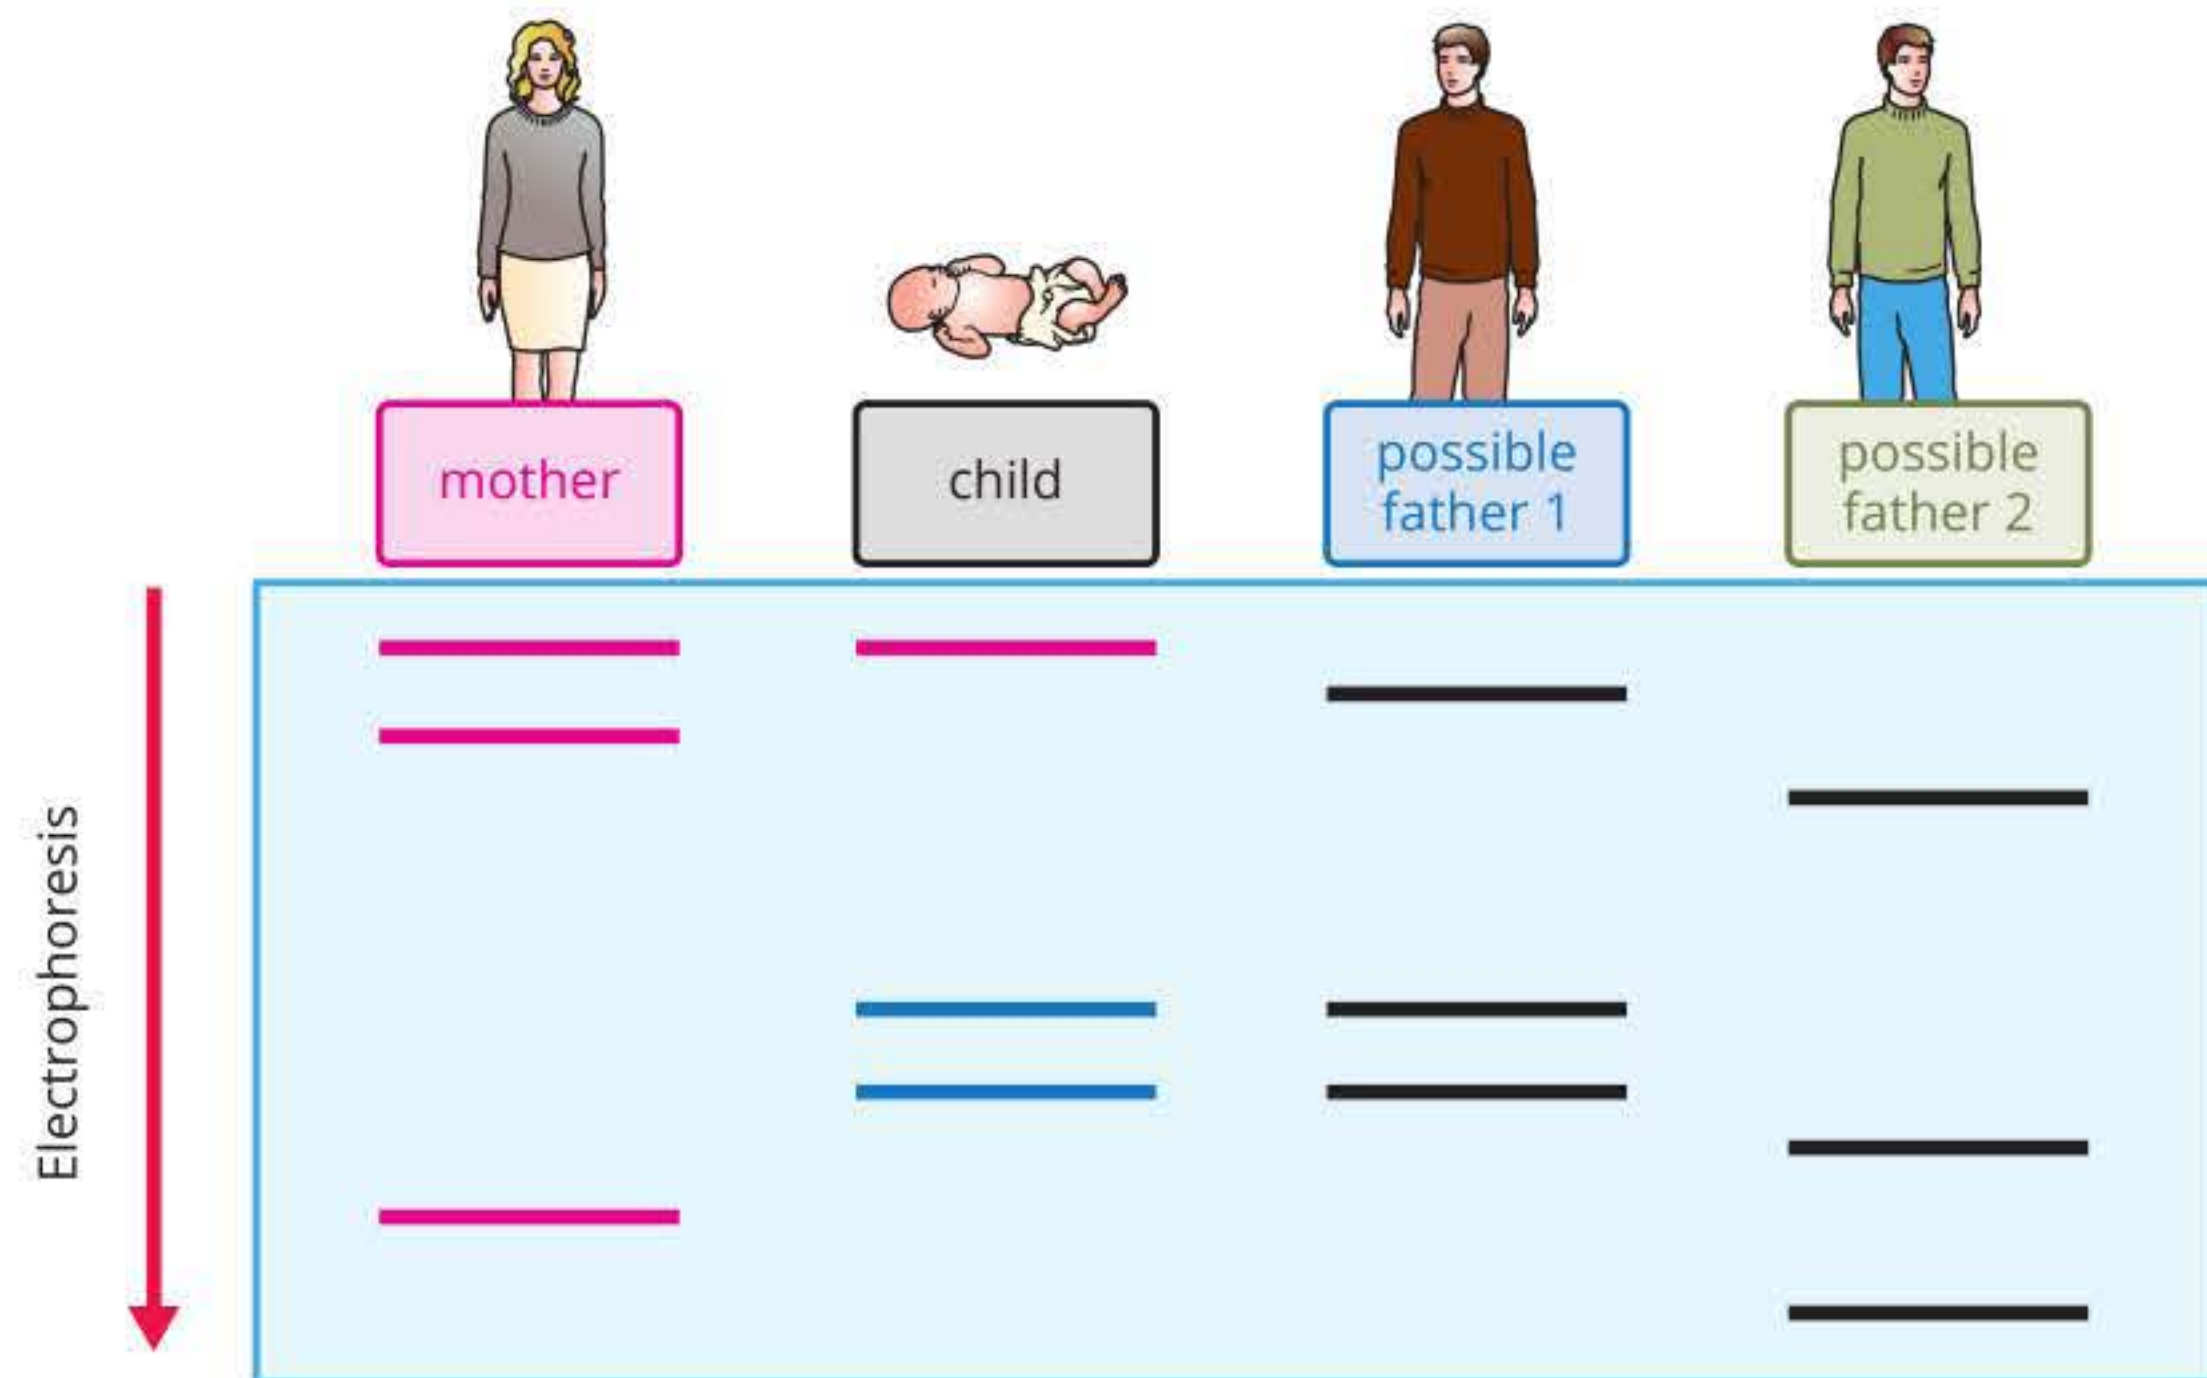 mother
child
possible
father 1
possible
father 2
Electrophoresis